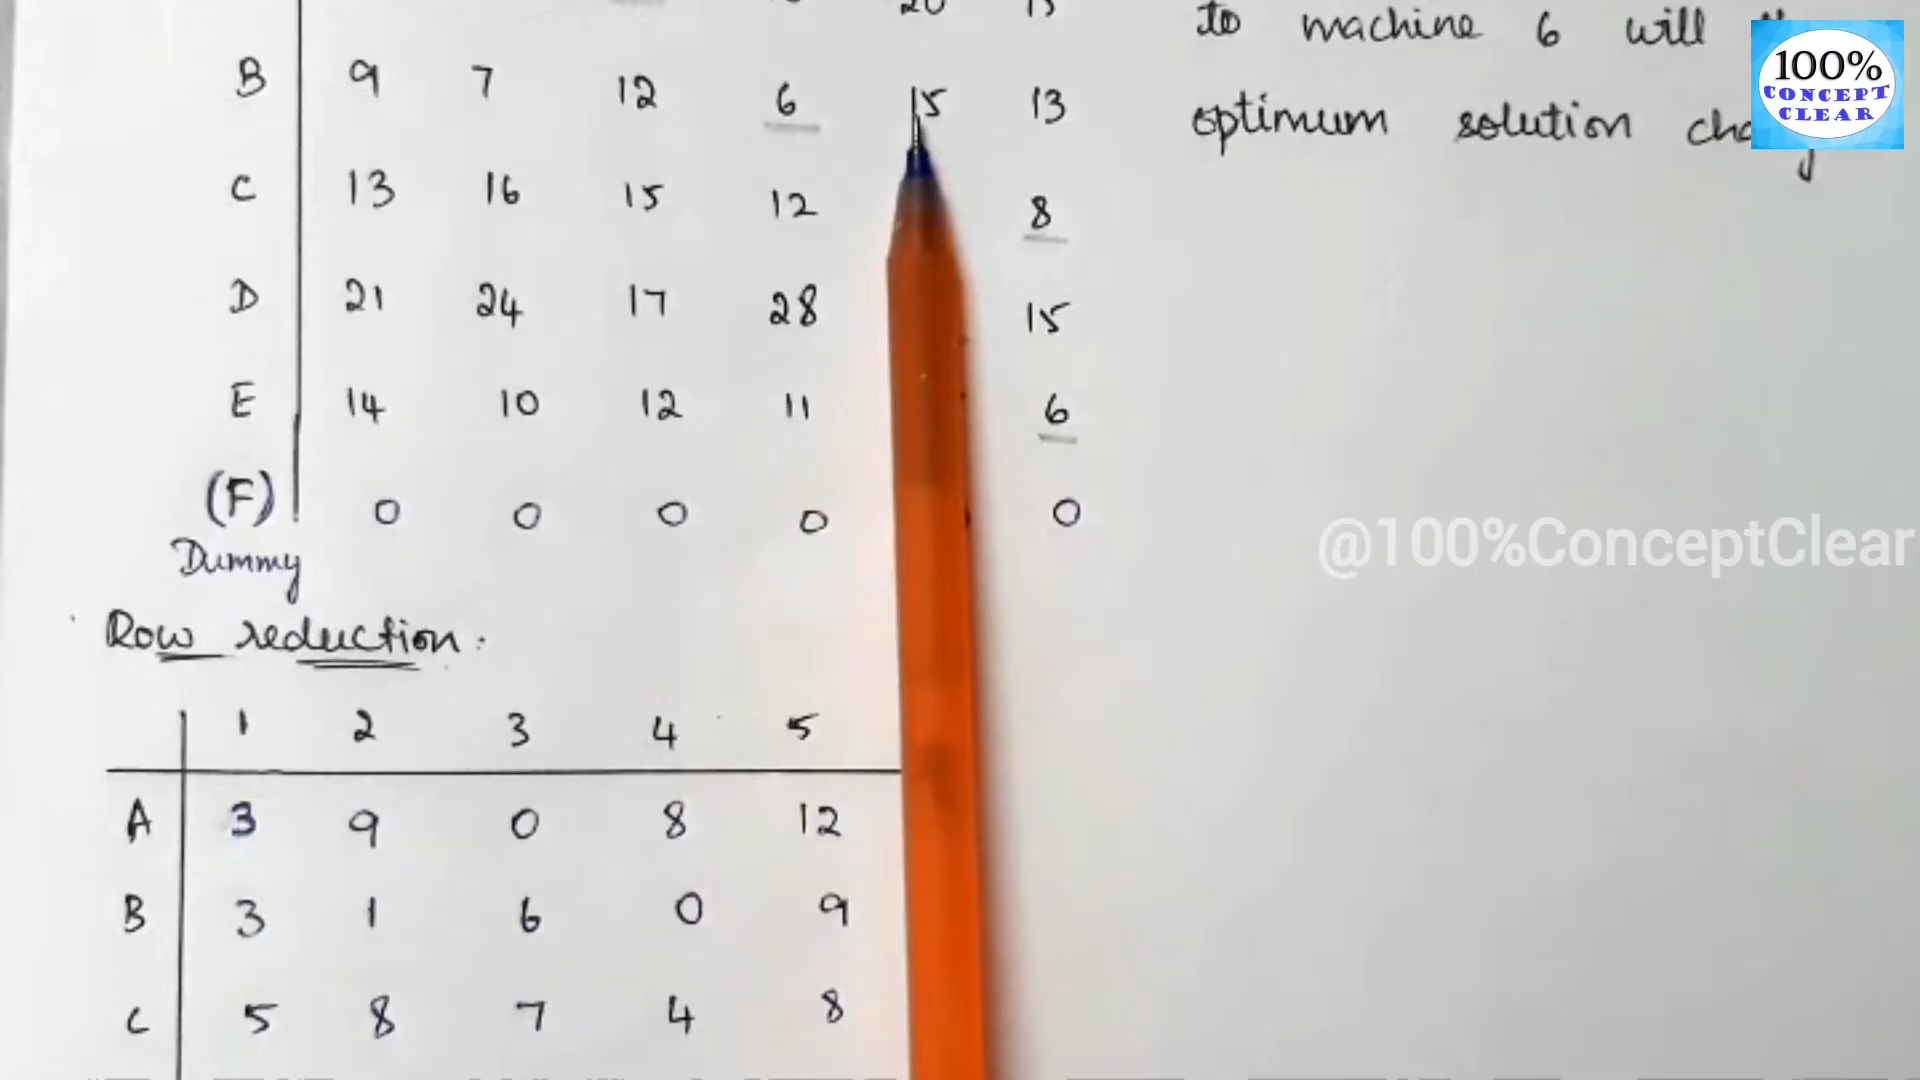 20 15
to machine 6 will
B 9 7 12 6 15 13
optimum solution
C 13 16 15 12 8
D 21 24 17 28 15
E 14 10 12 11 6
(F) 0 0 0 0 0
Dummy
Row reduction:
1 2 3 4 5
A 3 9 0 8 12
B 3 1 6 0 9
C 5 8 7 4 8
100%
CONCEPT
CLEAR
@100%ConceptClear